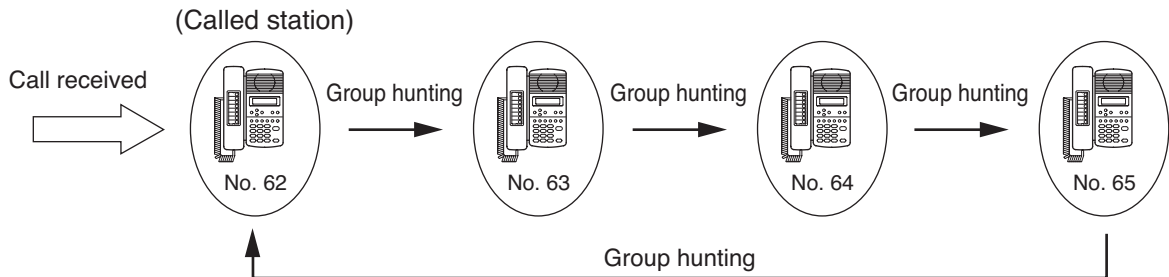 (Called station)
Call received
Group hunting
Group hunting
Group hunting
No. 62
No. 63
No. 64
No. 65
Group hunting